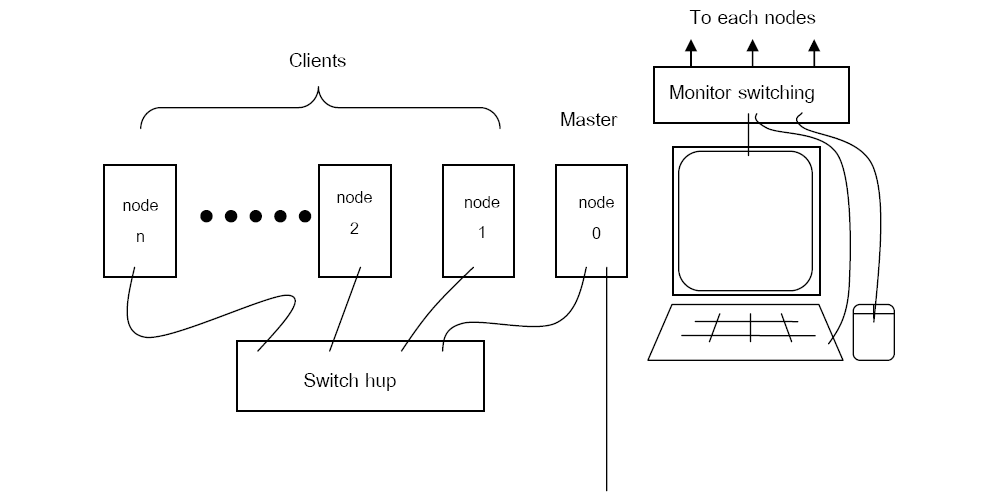 To each nodes
Clients
Monitor switching
Master
node
n
node
2
node
1
node
0
Switch hup